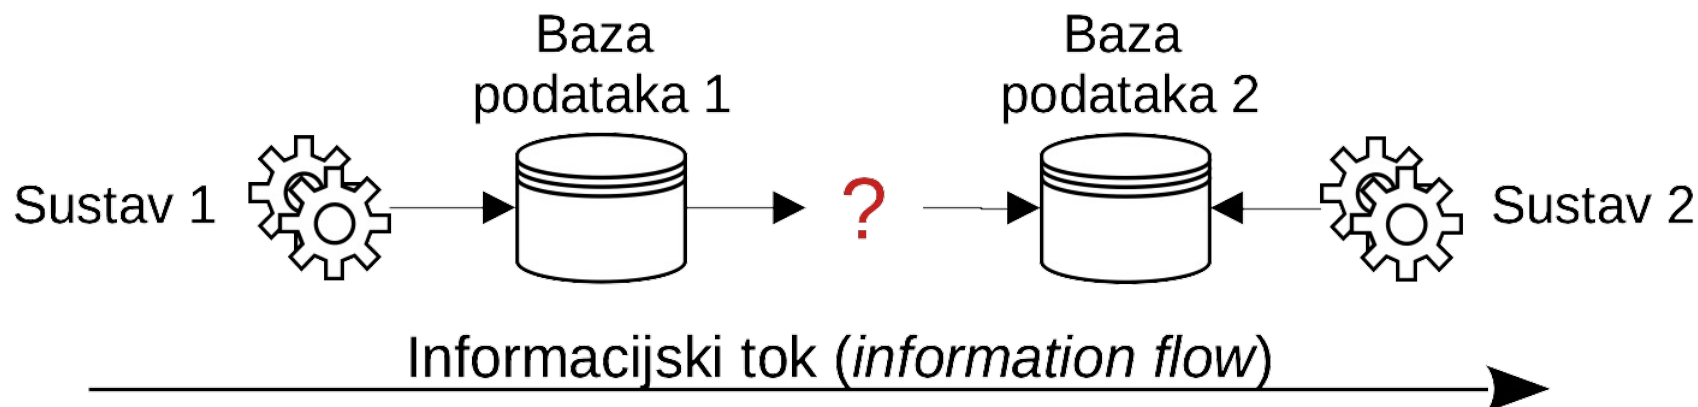 Baza
podataka 1
Baza
podataka 2
Sustav 1
?
Sustav 2
Informacijski tok (information flow)